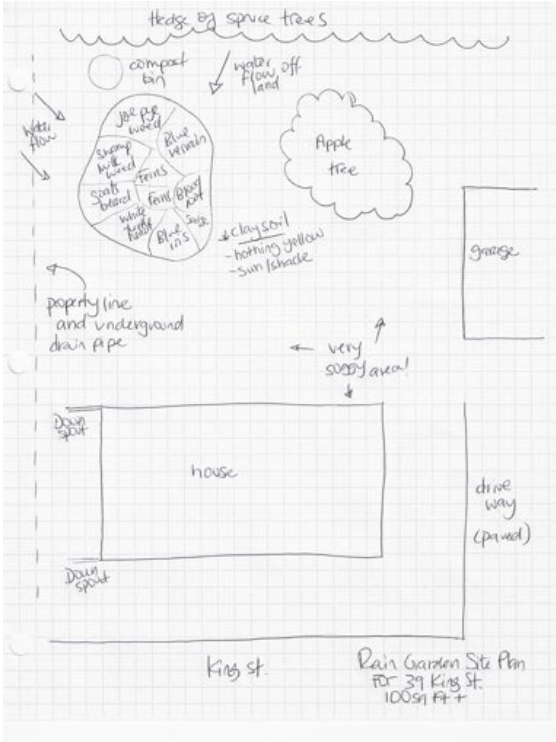 Hedge of spruce trees
compost
bin
water
flow off
land
water
flow
Joe pye
weed
Blue
vervain
swamp
milk
weed
Ferns
Goats
beard
Ferns
white
turtle
head
Blue
iris
Sedge
Apple
tree
clay soil
- nothing yellow
- sun/shade
garage
property line
and underground
drain pipe
very
soggy area!
Down
spout
house
drive
way
(paved)
Down
spout
King St.
Rain Garden Site Plan
For 39 King St.
100 sq ft +